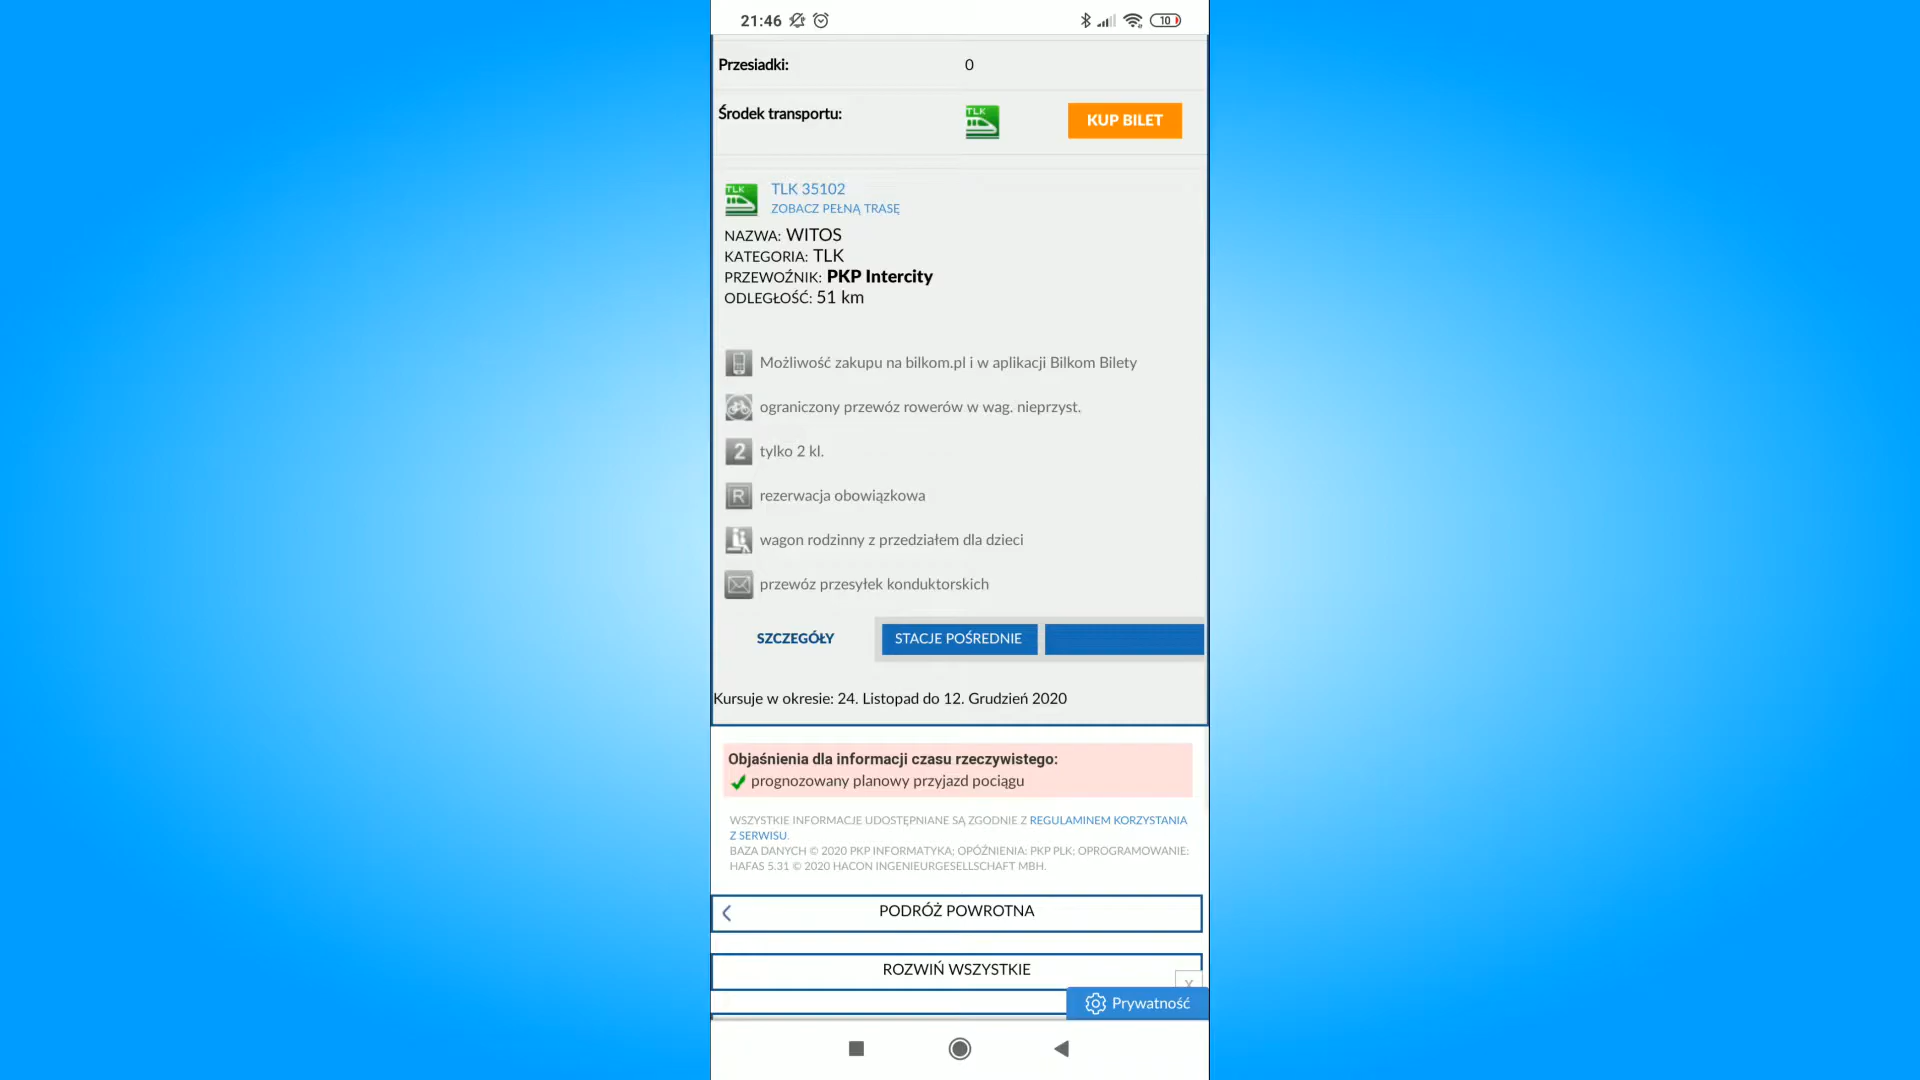 21:46
10
Przesiadki: 0
Środek transportu: TLK KUP BILET
TLK TLK 35102
ZOBACZ PEŁNĄ TRASĘ
NAZWA: WITOS
KATEGORIA: TLK
PRZEWOŹNIK: PKP Intercity
ODLEGŁOŚĆ: 51 km
Możliwość zakupu na bilkom.pl i w aplikacji Bilkom Bilety
ograniczony przewóz rowerów w wag. nieprzyst.
2 tylko 2 kl.
R rezerwacja obowiązkowa
wagon rodzinny z przedziałem dla dzieci
przewóz przesyłek konduktorskich
SZCZEGÓŁY STACJE POŚREDNIE
Kursuje w okresie: 24. Listopad do 12. Grudzień 2020
Objaśnienia dla informacji czasu rzeczywistego:
prognozowany planowy przyjazd pociągu
WSZYSTKIE INFORMACJE UDOSTĘPNIANE SĄ ZGODNIE Z REGULAMINEM KORZYSTANIA
Z SERWISU.
BAZA DANYCH © 2020 PKP INFORMATYKA; OPÓŹNIENIA: PKP PLK; OPROGRAMOWANIE:
HAFAS 5.31 © 2020 HACON INGENIEURGESELLSCHAFT MBH.
PODRÓŻ POWROTNA
ROZWIŃ WSZYSTKIE
x
Prywatność